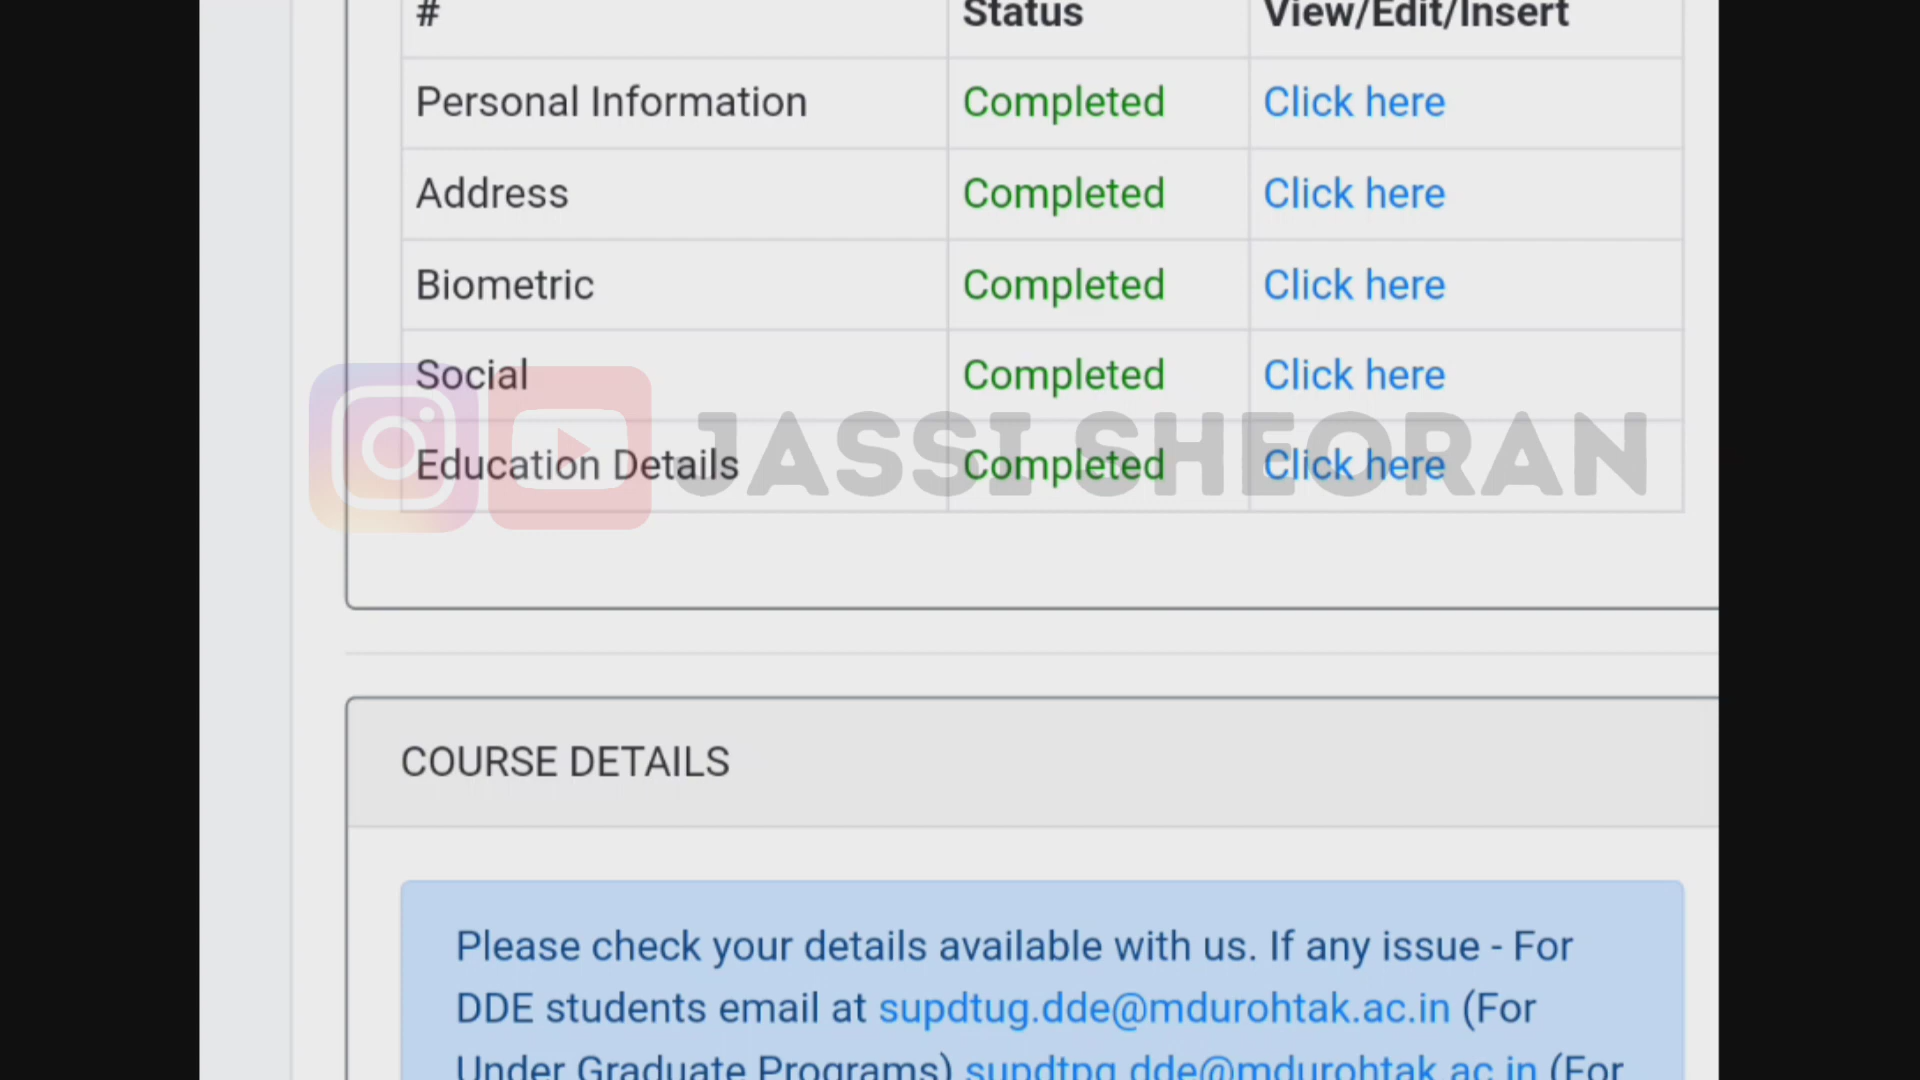 # Status View/Edit/Insert
Personal Information Completed Click here
Address Completed Click here
Biometric Completed Click here
Social Completed Click here
JASSI SHEORAN
Education Details Completed Click here
COURSE DETAILS
Please check your details available with us. If any issue - For
DDE students email at supdtug.dde@mdurohtak.ac.in (For
Under Graduate Programs) supdtpg.dde@mdurohtak.ac.in (For